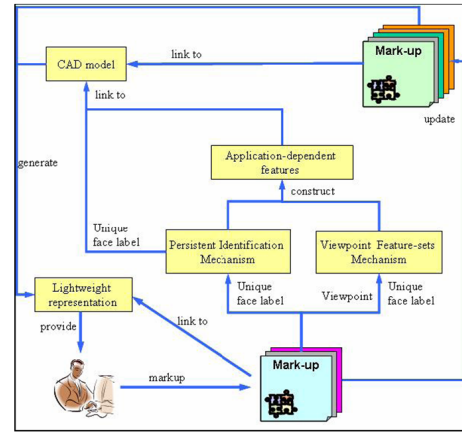 Mark-up
CAD model
link to
link to
update
Application-dependent
features
generate
construct
Unique
face label
Persistent Identification
Mechanism
Viewpoint Feature-sets
Mechanism
Lightweight
representation
Unique
face label
Viewpoint
Unique
face label
provide
link to
markup
Mark-up